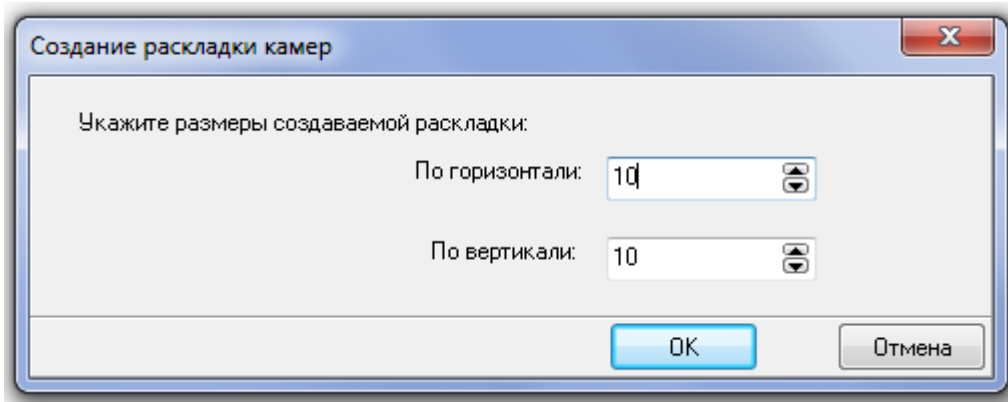 Создание раскладки камер
Укажите размеры создаваемой раскладки:
По горизонтали: 10
По вертикали: 10
OK Отмена